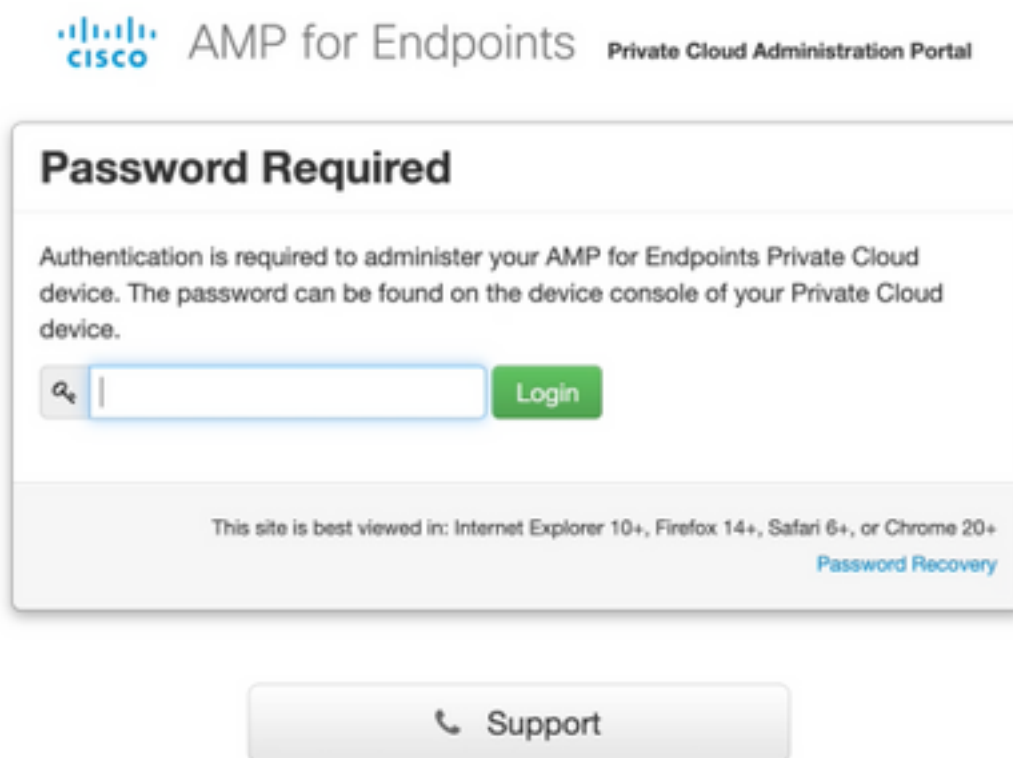 CISCO AMP for Endpoints Private Cloud Administration Portal
Password Required
Authentication is required to administer your AMP for Endpoints Private Cloud
device. The password can be found on the device console of your Private Cloud
device.
Login
This site is best viewed in: Internet Explorer 10+, Firefox 14+, Safari 6+, or Chrome 20+
Password Recovery
Support